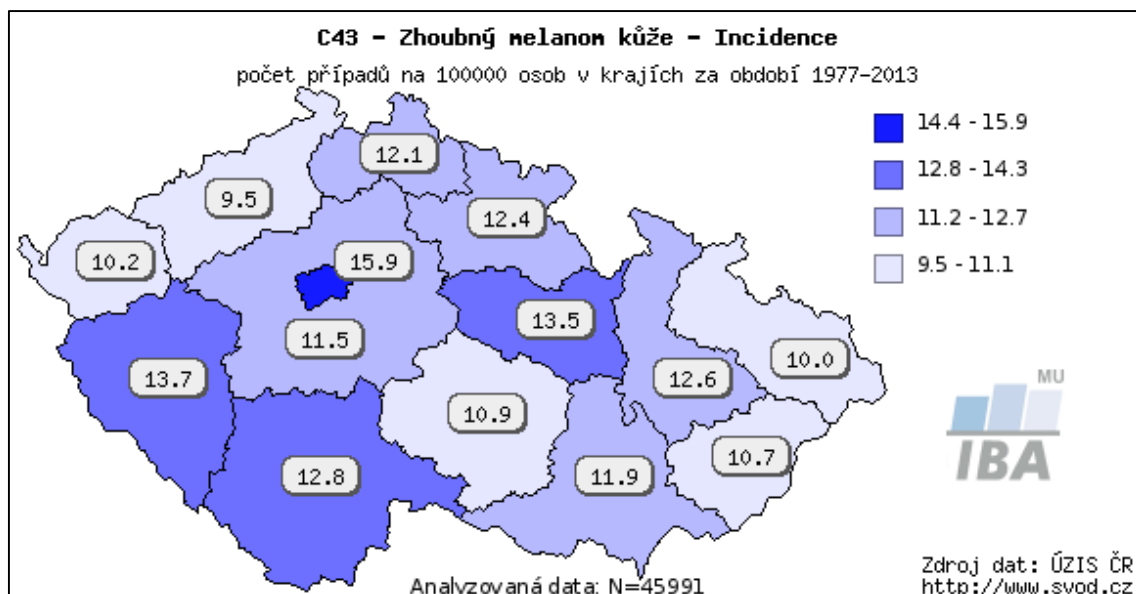 C43 - Zhoubný melanom kůže - Incidence
počet případů na 100000 osob v krajích za období 1977-2013
14.4 - 15.9
12.8 - 14.3
11.2 - 12.7
9.5 - 11.1
12.1
9.5
12.4
10.2
15.9
13.5
11.5
10.0
13.7
12.6
10.9
10.7
12.8
11.9
MU
IBA
Analyzovaná data: N=45991
Zdroj dat: ÚZIS ČR
http://www.svod.cz